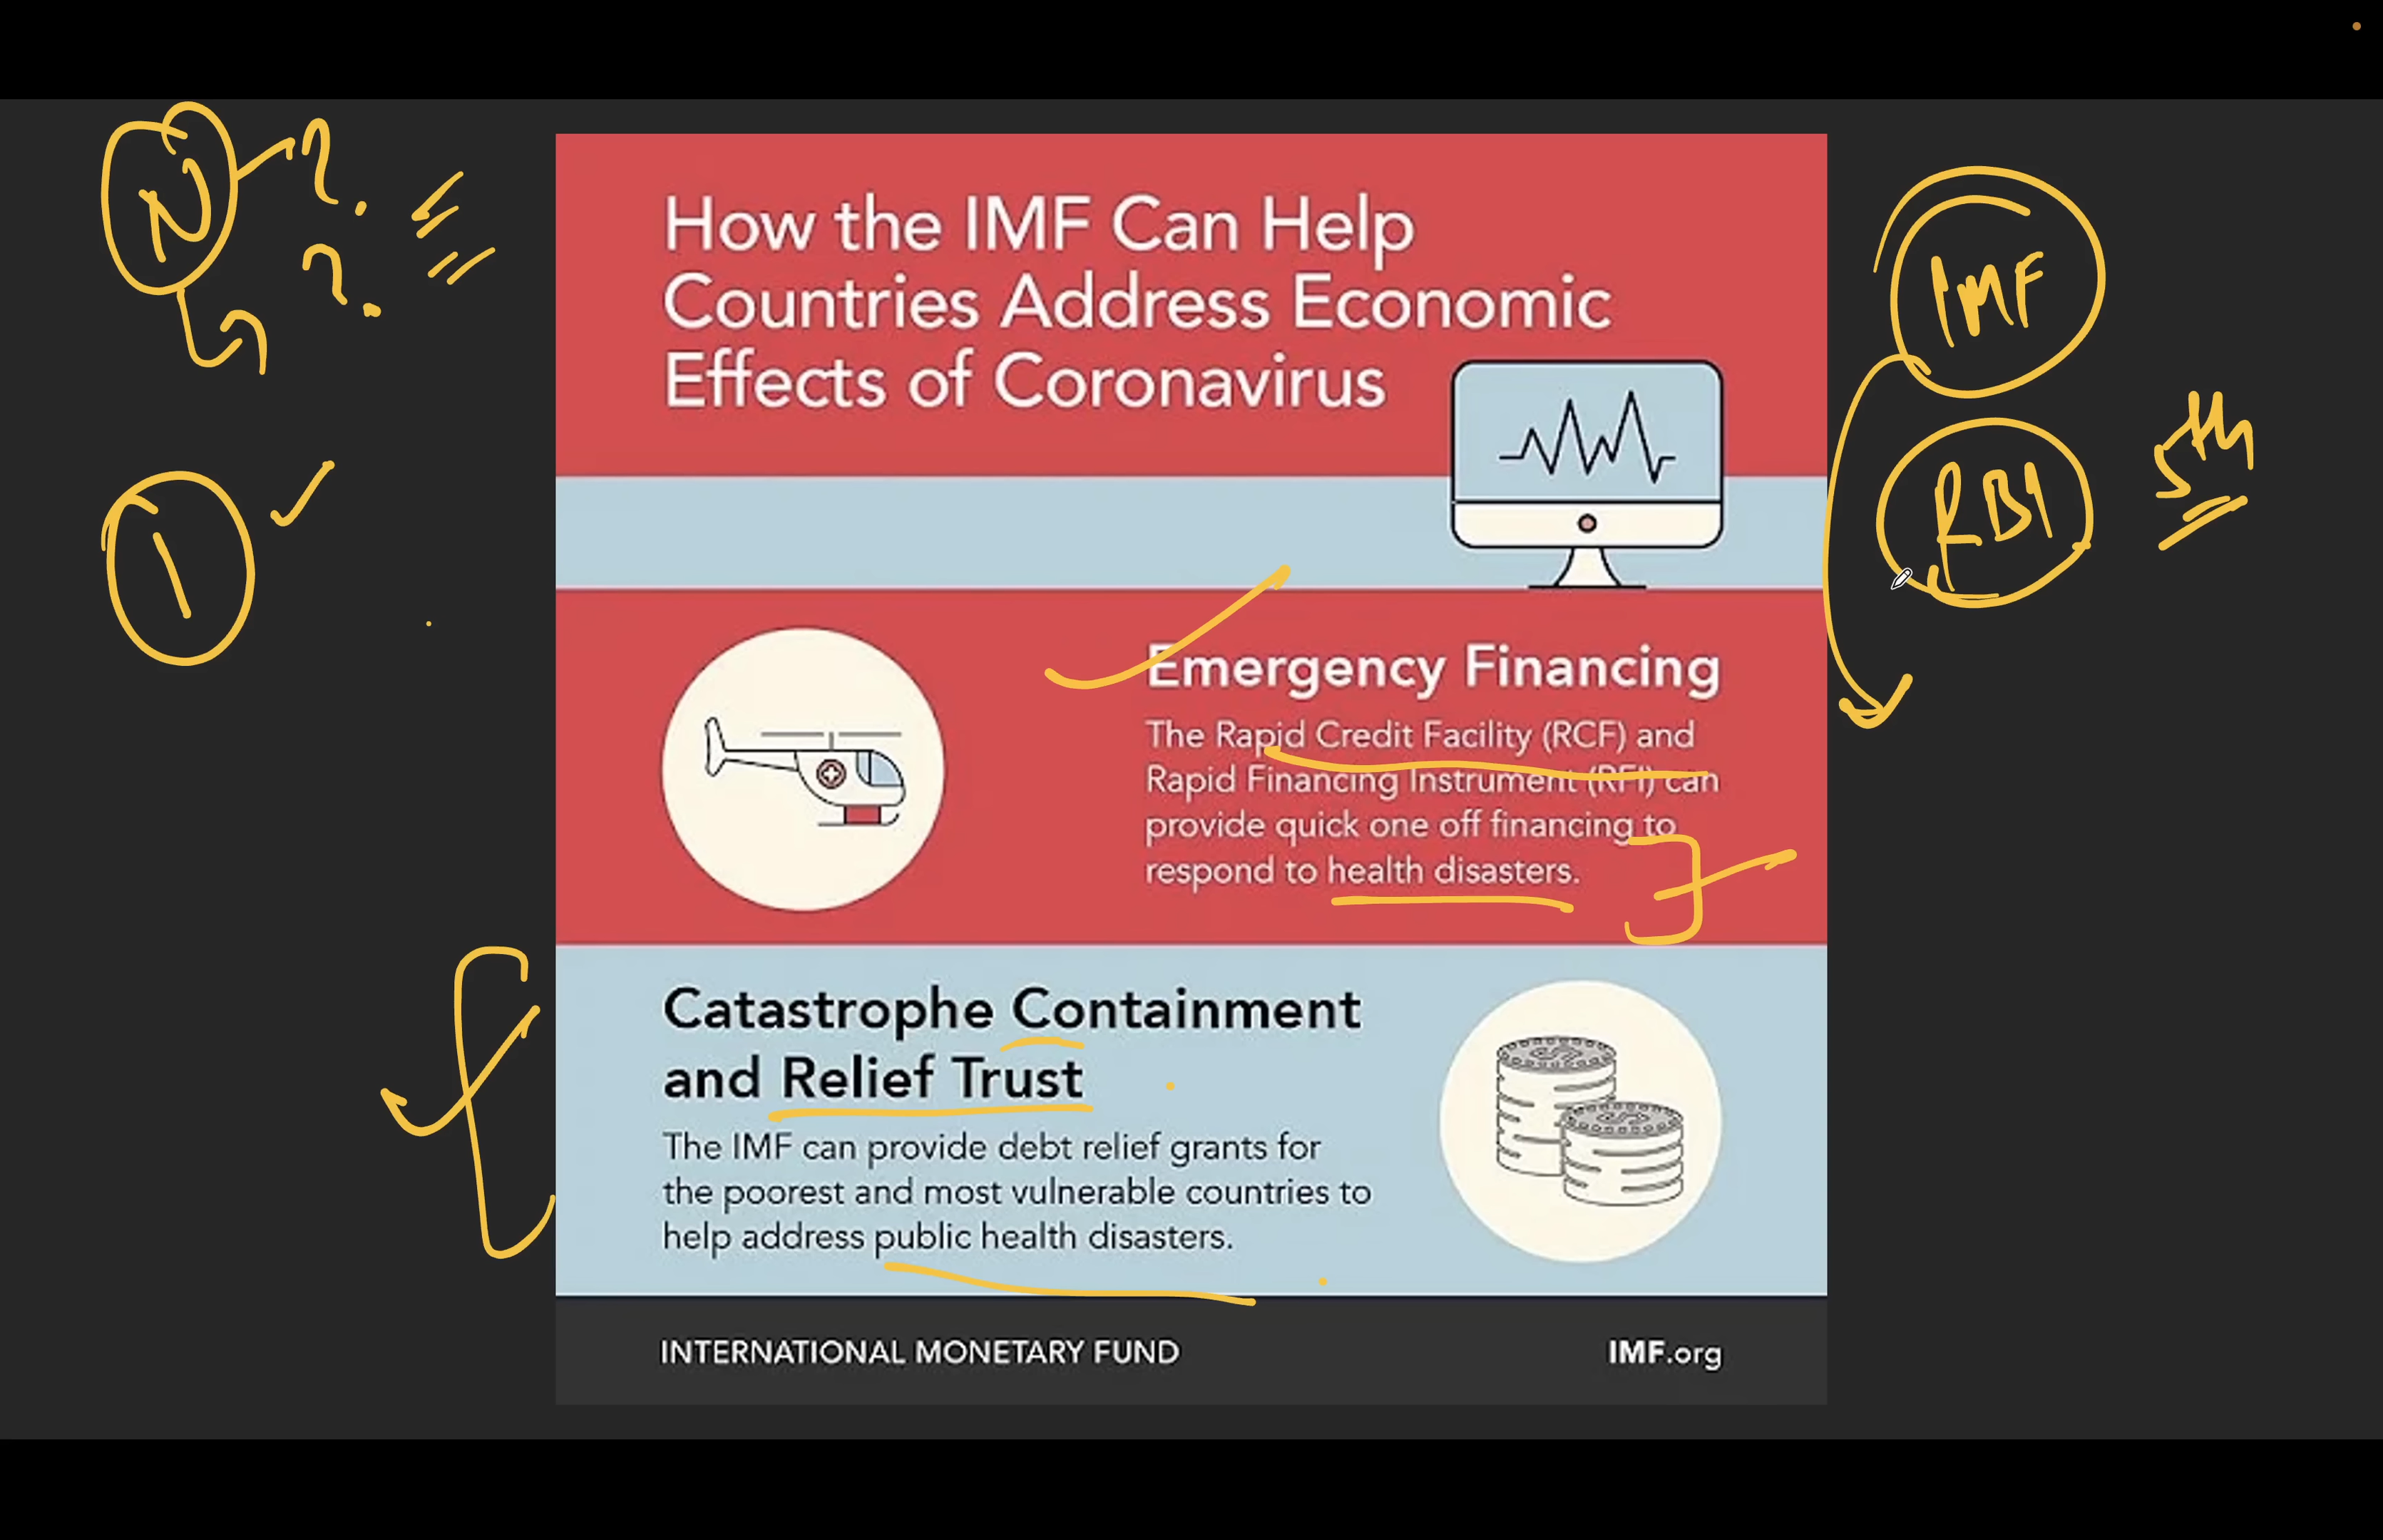 N ?
?
How the IMF Can Help
Countries Address Economic
Effects of Coronavirus
IMF
RBI
5th
1
Emergency Financing
The Rapid Credit Facility (RCF) and
Rapid Financing Instrument (RFI) can
provide quick one off financing to
respond to health disasters.
Catastrophe Containment
and Relief Trust
The IMF can provide debt relief grants for
the poorest and most vulnerable countries to
help address public health disasters.
INTERNATIONAL MONETARY FUND
IMF.org